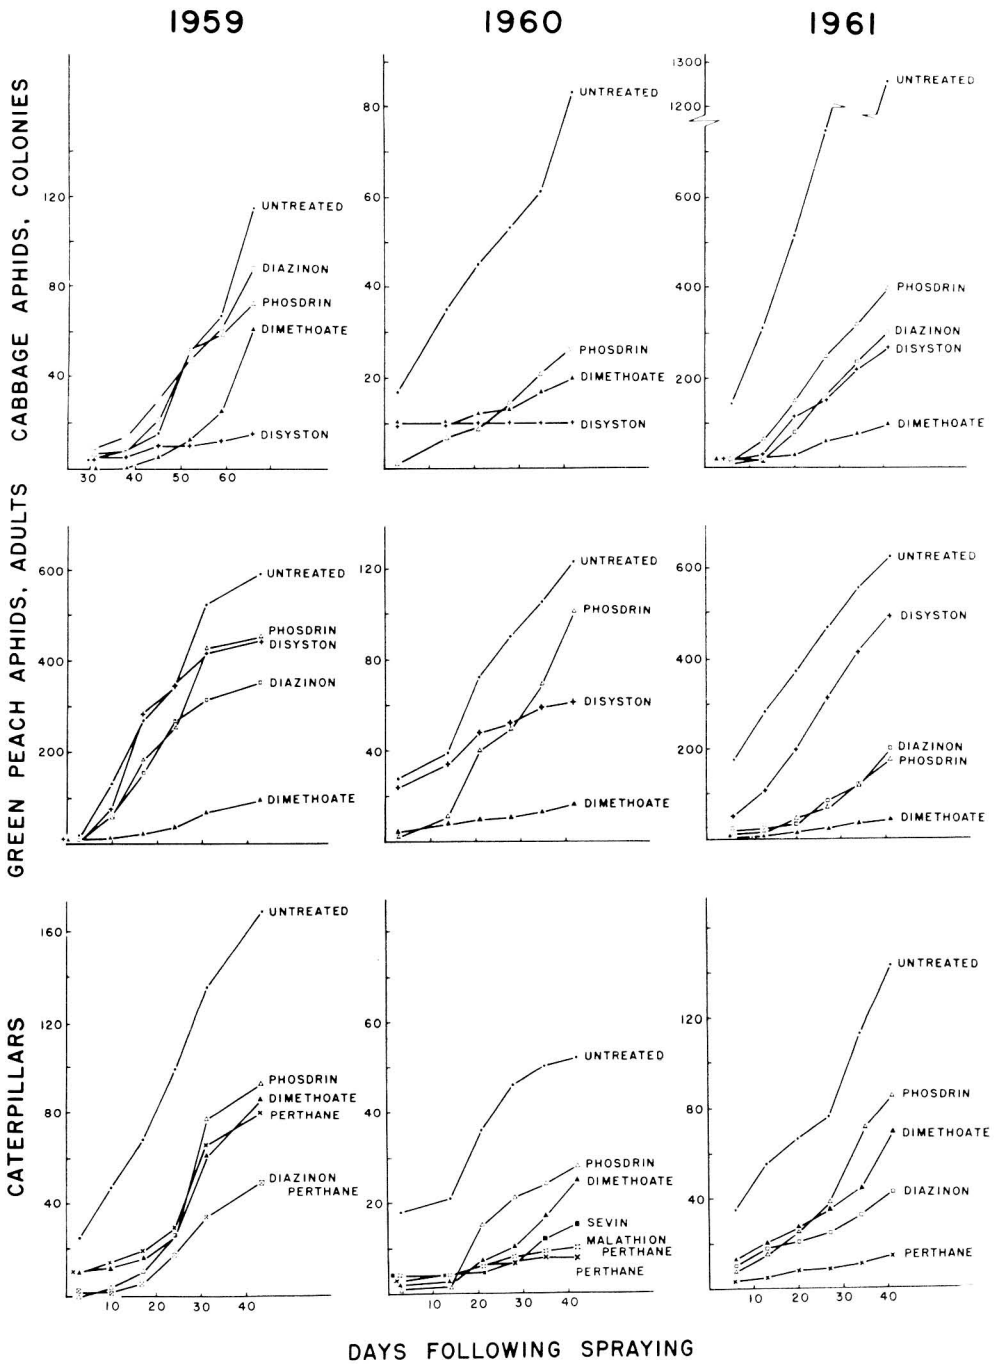 1959
1960
1961
CABBAGE APHIDS, COLONIES
120
80
40
30 40 50 60
UNTREATED
DIAZINON
PHOSDRIN
DIMETHOATE
DISYSTON
80
60
40
20
UNTREATED
PHOSDRIN
DIMETHOATE
DISYSTON
1300
1200
600
400
200
UNTREATED
PHOSDRIN
DIAZINON
DISYSTON
DIMETHOATE
GREEN PEACH APHIDS, ADULTS
600
400
200
UNTREATED
PHOSDRIN
DISYSTON
DIAZINON
DIMETHOATE
120
80
40
UNTREATED
PHOSDRIN
DISYSTON
DIMETHOATE
600
400
200
UNTREATED
DISYSTON
DIAZINON
PHOSDRIN
DIMETHOATE
CATERPILLARS
160
120
80
40
10 20 30 40
UNTREATED
PHOSDRIN
DIMETHOATE
PERTHANE
DIAZINON
PERTHANE
60
40
20
10 20 30 40
UNTREATED
PHOSDRIN
DIMETHOATE
SEVIN
MALATHION
PERTHANE
PERTHANE
120
80
40
10 20 30 40
UNTREATED
PHOSDRIN
DIMETHOATE
DIAZINON
PERTHANE
DAYS FOLLOWING SPRAYING